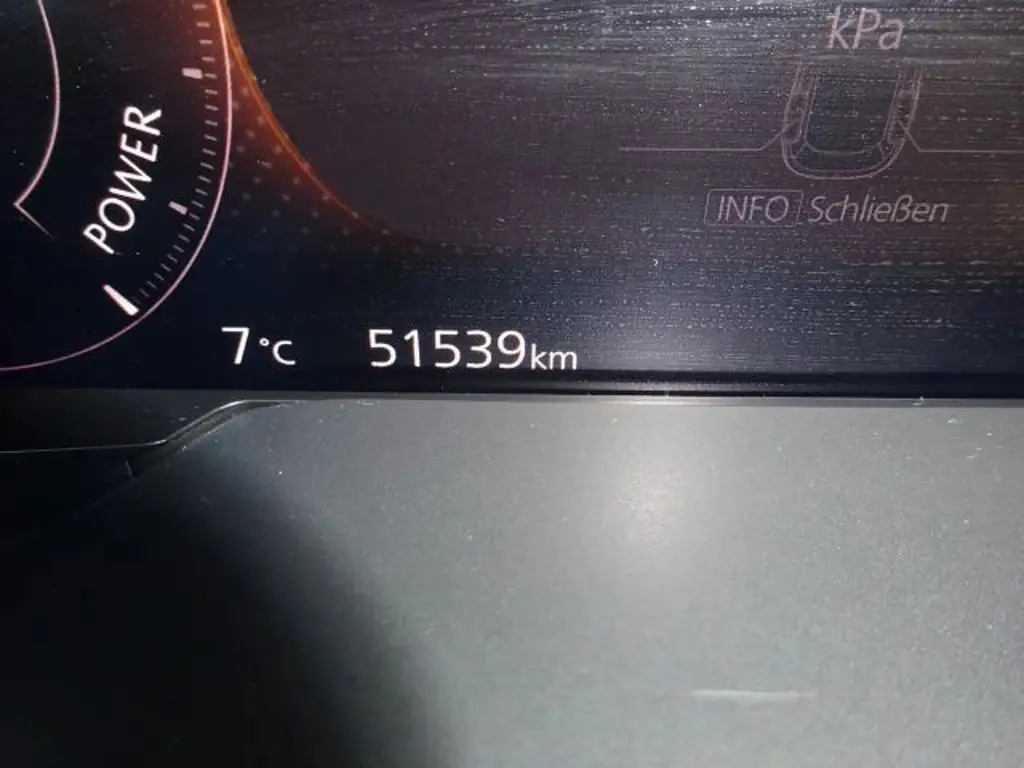 kPa
POWER
INFO Schließen
7°C 51539km